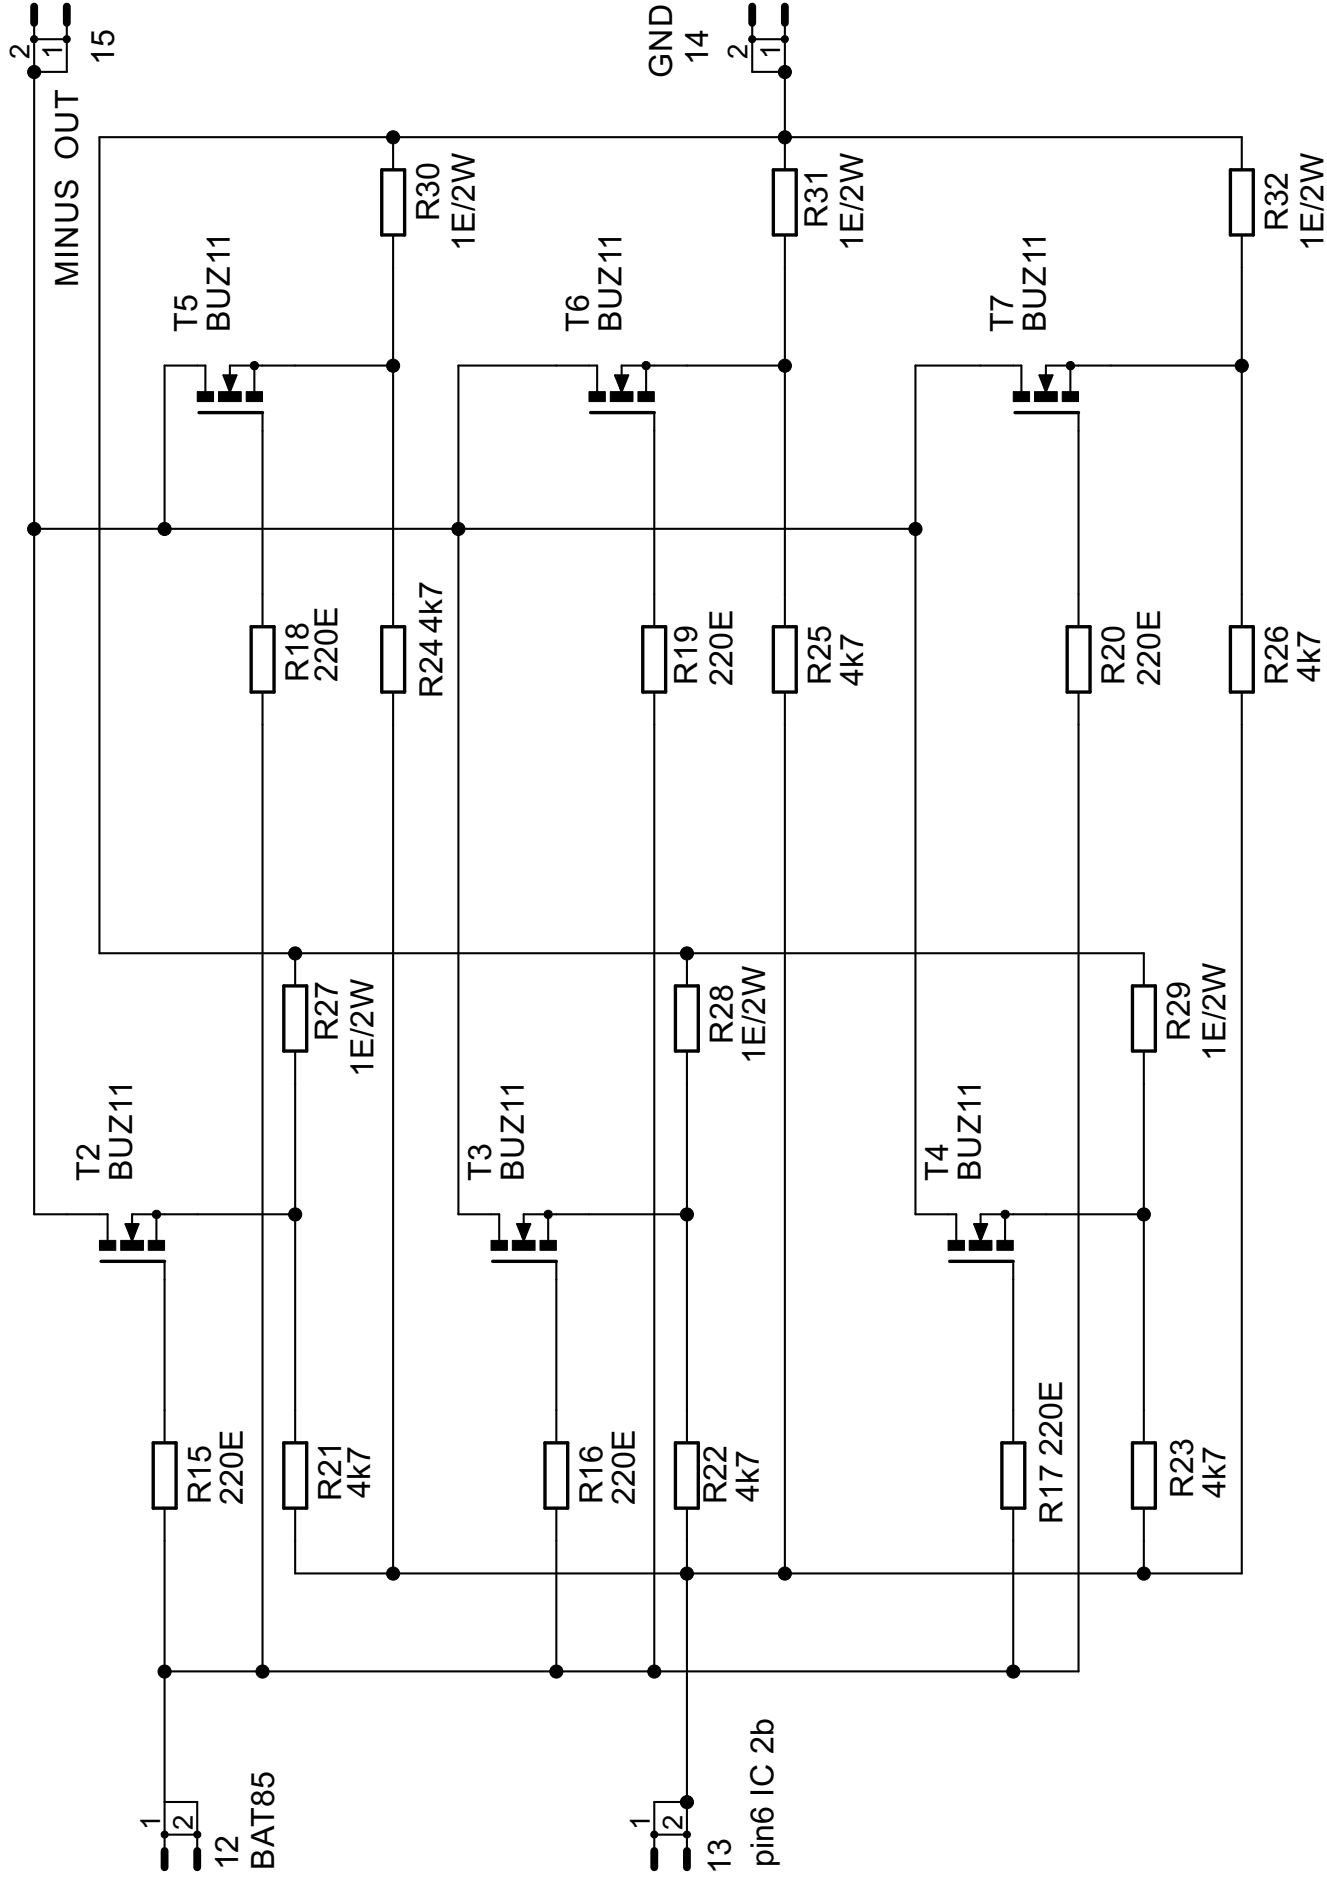 2
1
15
MINUS OUT
GND
14
2
1
R30
1E/2W
R31
1E/2W
R32
1E/2W
T5
BUZ11
T6
BUZ11
T7
BUZ11
R18
220E
R24 4k7
R19
220E
R25
4k7
R20
220E
R26
4k7
R27
1E/2W
R28
1E/2W
R29
1E/2W
T2
BUZ11
T3
BUZ11
T4
BUZ11
R15
220E
R21
4k7
R16
220E
R22
4k7
R17 220E
R23
4k7
1
2
12
BAT85
1
2
13
pin6 IC 2b